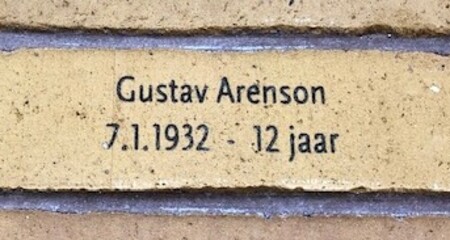 Gustav Arenson
7.1.1932 - 12 jaar